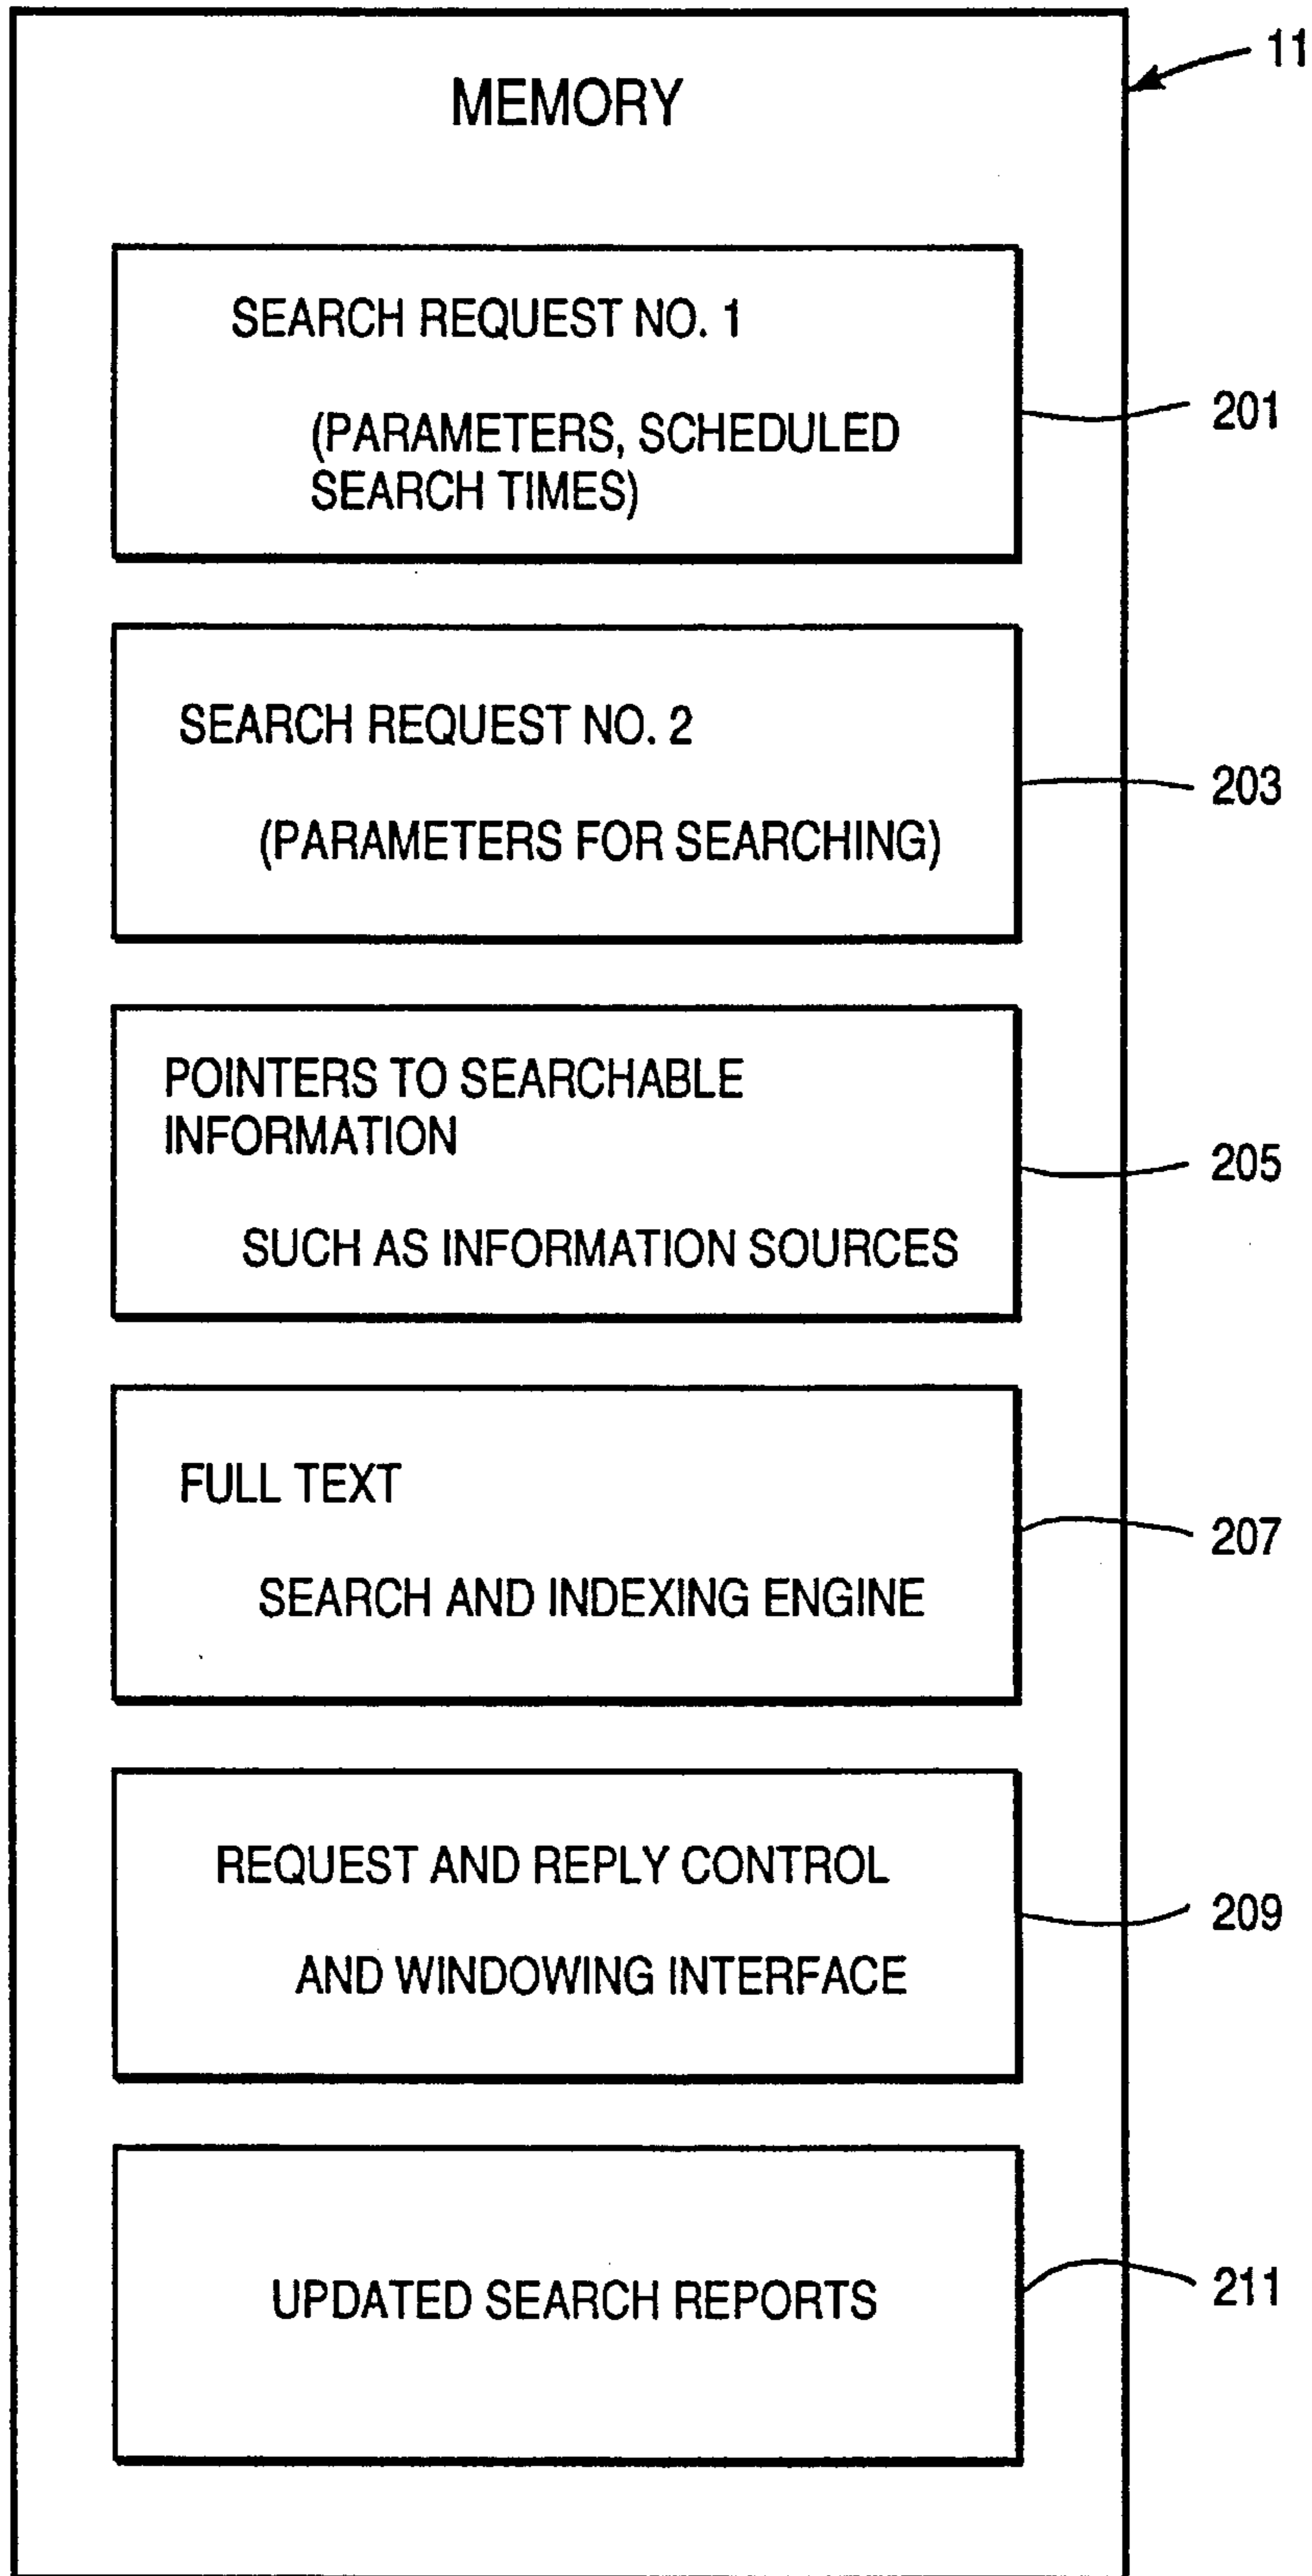 11
MEMORY
SEARCH REQUEST NO. 1
(PARAMETERS, SCHEDULED
SEARCH TIMES)
201
SEARCH REQUEST NO. 2
(PARAMETERS FOR SEARCHING)
203
POINTERS TO SEARCHABLE
INFORMATION
SUCH AS INFORMATION SOURCES
205
FULL TEXT
SEARCH AND INDEXING ENGINE
207
REQUEST AND REPLY CONTROL
AND WINDOWING INTERFACE
209
UPDATED SEARCH REPORTS
211